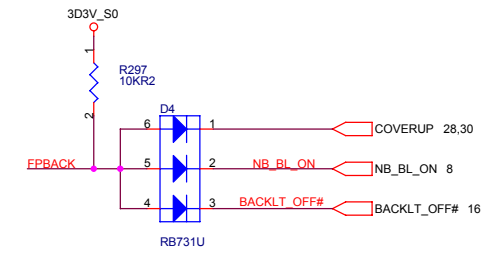 3D3V_S0
1
R297
10KR2
2
D4
6 1 COVERUP 28,30
FPBACK 5 2 NB_BL_ON NB_BL_ON 8
4 3 BACKLT_OFF# BACKLT_OFF# 16
RB731U